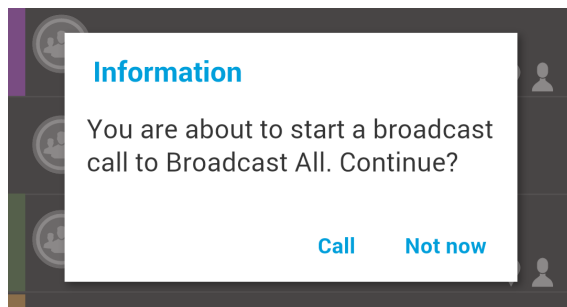 Information
You are about to start a broadcast
call to Broadcast All. Continue?
Call Not now